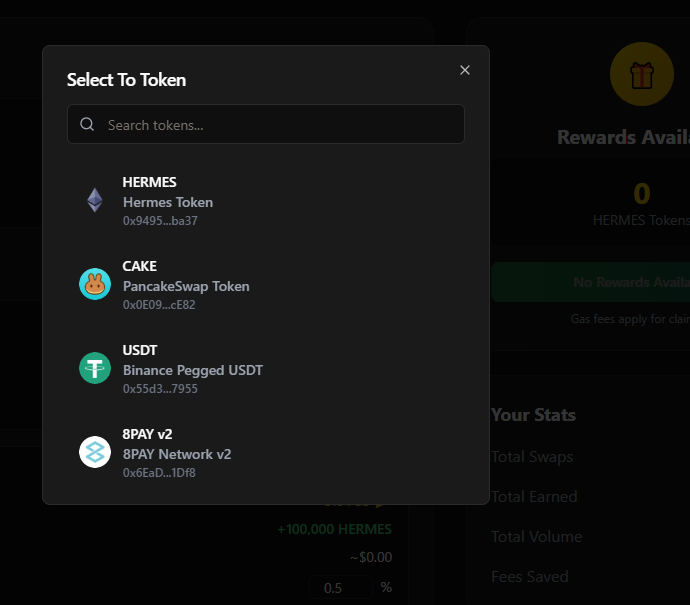 Select To Token
Search tokens...
HERMES
Hermes Token
0x9495...ba37
CAKE
PancakeSwap Token
0x0E09...cE82
USDT
Binance Pegged USDT
0x55d3...7955
8PAY v2
8PAY Network v2
0x6EaD...1Df8
+100,000 HERMES
~$0.00
0.5 %
Rewards Availa
0
HERMES Tokens
No Rewards Availa
Gas fees apply for clai
Your Stats
Total Swaps
Total Earned
Total Volume
Fees Saved